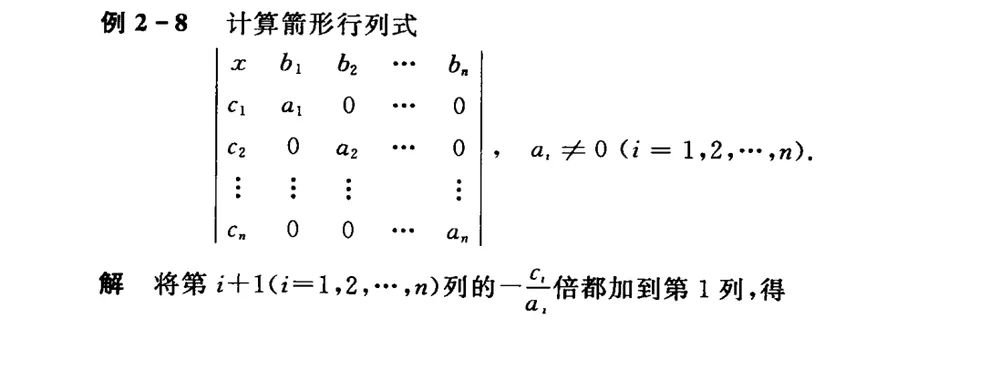 例 2-8 计算箭形行列式
x b₁ b₂ ⋯ bₙ
c₁ a₁ 0 ⋯ 0
c₂ 0 a₂ ⋯ 0 , aᵢ ≠ 0 (i = 1,2,⋯,n).
⋮ ⋮ ⋮ ⋮
cₙ 0 0 ⋯ aₙ
解 将第 i+1(i=1,2,⋯,n)列的 -cᵢ/aᵢ 倍都加到第 1 列,得